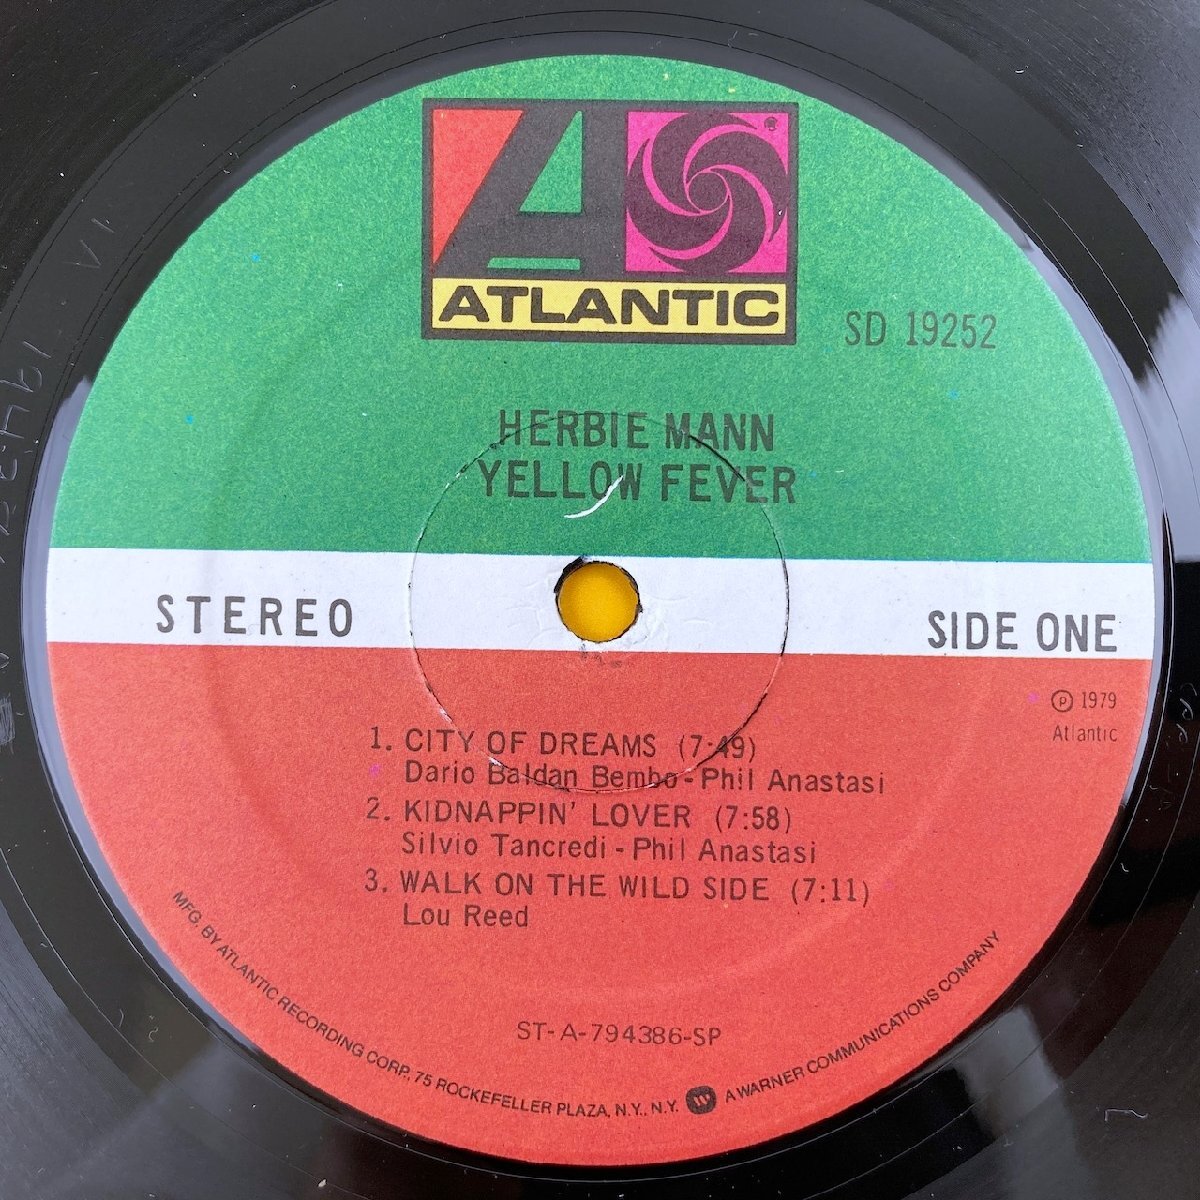 ATLANTIC
SD 19252
HERBIE MANN
YELLOW FEVER
STEREO
SIDE ONE
℗ 1979
Atlantic
1. CITY OF DREAMS (7:49)
Dario Baldan Bembo-Phil Anastasi
2. KIDNAPPIN' LOVER (7:58)
Silvio Tancredi-Phil Anastasi
3. WALK ON THE WILD SIDE (7:11)
Lou Reed
ST-A-794386-SP
MFG. BY ATLANTIC RECORDING CORP., 75 ROCKEFELLER PLAZA, N.Y., N.Y. W A WARNER COMMUNICATIONS COMPANY